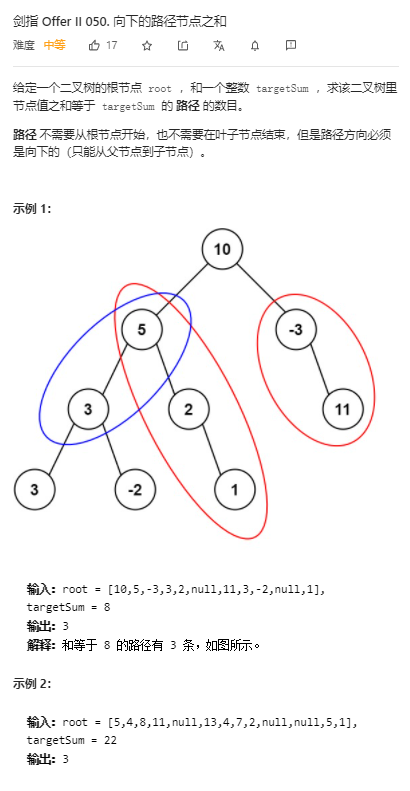 剑指 Offer II 050. 向下的路径节点之和
难度 中等 17
给定一个二叉树的根节点 root ，和一个整数 targetSum ，求该二叉树里
节点值之和等于 targetSum 的 路径 的数目。
路径 不需要从根节点开始，也不需要在叶子节点结束，但是路径方向必须
是向下的（只能从父节点到子节点）。
示例 1：
10
5 -3
3 2 11
3 -2 1
输入：root = [10,5,-3,3,2,null,11,3,-2,null,1],
targetSum = 8
输出：3
解释：和等于 8 的路径有 3 条，如图所示。
示例 2：
输入：root = [5,4,8,11,null,13,4,7,2,null,null,5,1],
targetSum = 22
输出：3